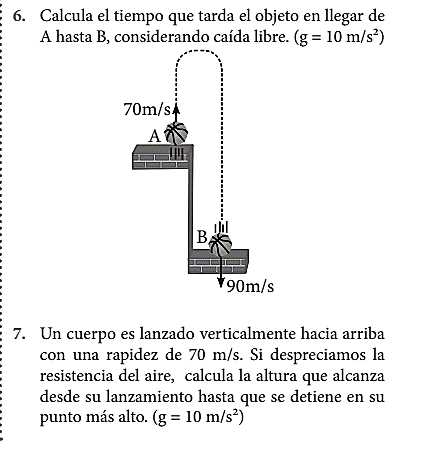 6. Calcula el tiempo que tarda el objeto en llegar de
A hasta B, considerando caída libre. (g = 10 m/s²)
70m/s
A
B
90m/s
7. Un cuerpo es lanzado verticalmente hacia arriba
con una rapidez de 70 m/s. Si despreciamos la
resistencia del aire, calcula la altura que alcanza
desde su lanzamiento hasta que se detiene en su
punto más alto. (g = 10 m/s²)